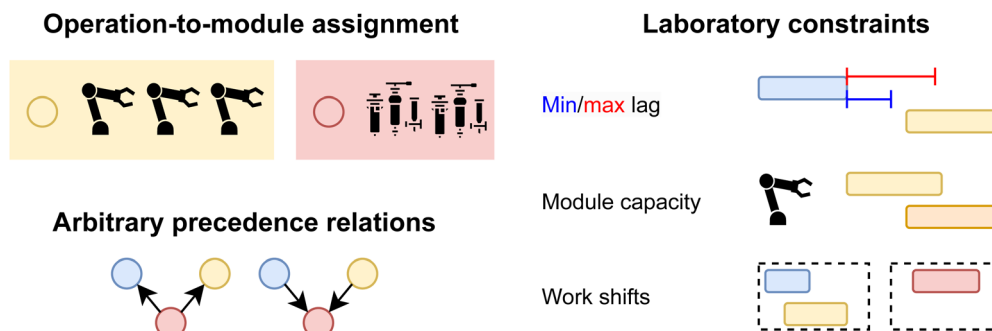 Operation-to-module assignment
Arbitrary precedence relations
Laboratory constraints
Min/max lag
Module capacity
Work shifts